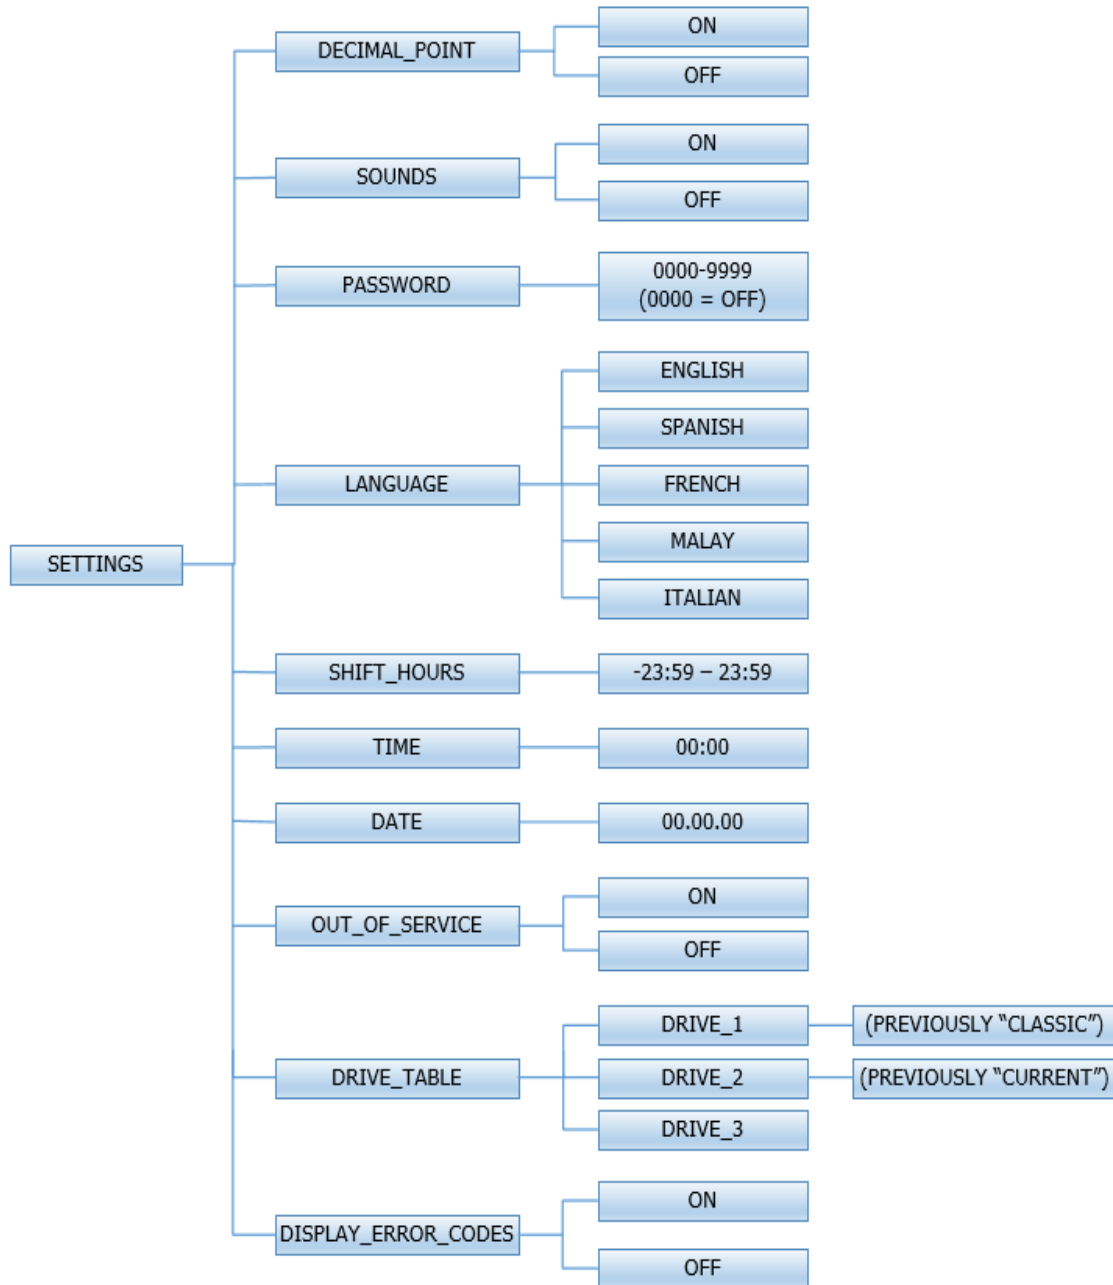 SETTINGS
DECIMAL_POINT
ON
OFF
SOUNDS
ON
OFF
PASSWORD
0000-9999
(0000 = OFF)
LANGUAGE
ENGLISH
SPANISH
FRENCH
MALAY
ITALIAN
SHIFT_HOURS
-23:59 – 23:59
TIME
00:00
DATE
00.00.00
OUT_OF_SERVICE
ON
OFF
DRIVE_TABLE
DRIVE_1
(PREVIOUSLY “CLASSIC”)
DRIVE_2
(PREVIOUSLY “CURRENT”)
DRIVE_3
DISPLAY_ERROR_CODES
ON
OFF